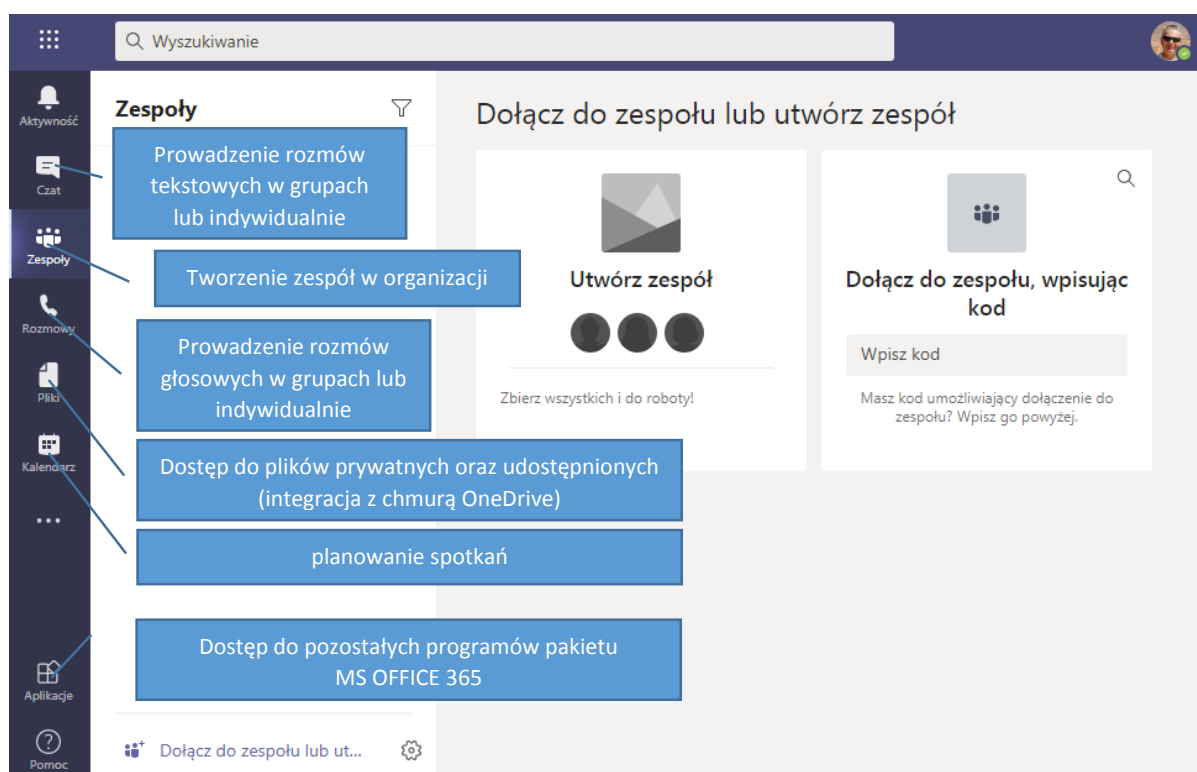 Wyszukiwanie
Aktywność
Czat
Zespoły
Rozmowy
Pliki
Kalendarz
Aplikacje
Pomoc
Zespoły
Prowadzenie rozmów
tekstowych w grupach
lub indywidualnie
Tworzenie zespół w organizacji
Prowadzenie rozmów
głosowych w grupach lub
indywidualnie
Dostęp do plików prywatnych oraz udostępnionych
(integracja z chmurą OneDrive)
planowanie spotkań
Dostęp do pozostałych programów pakietu
MS OFFICE 365
Dołącz do zespołu lub ut...
Dołącz do zespołu lub utwórz zespół
Utwórz zespół
Zbierz wszystkich i do roboty!
Dołącz do zespołu, wpisując
kod
Wpisz kod
Masz kod umożliwiający dołączenie do
zespołu? Wpisz go powyżej.